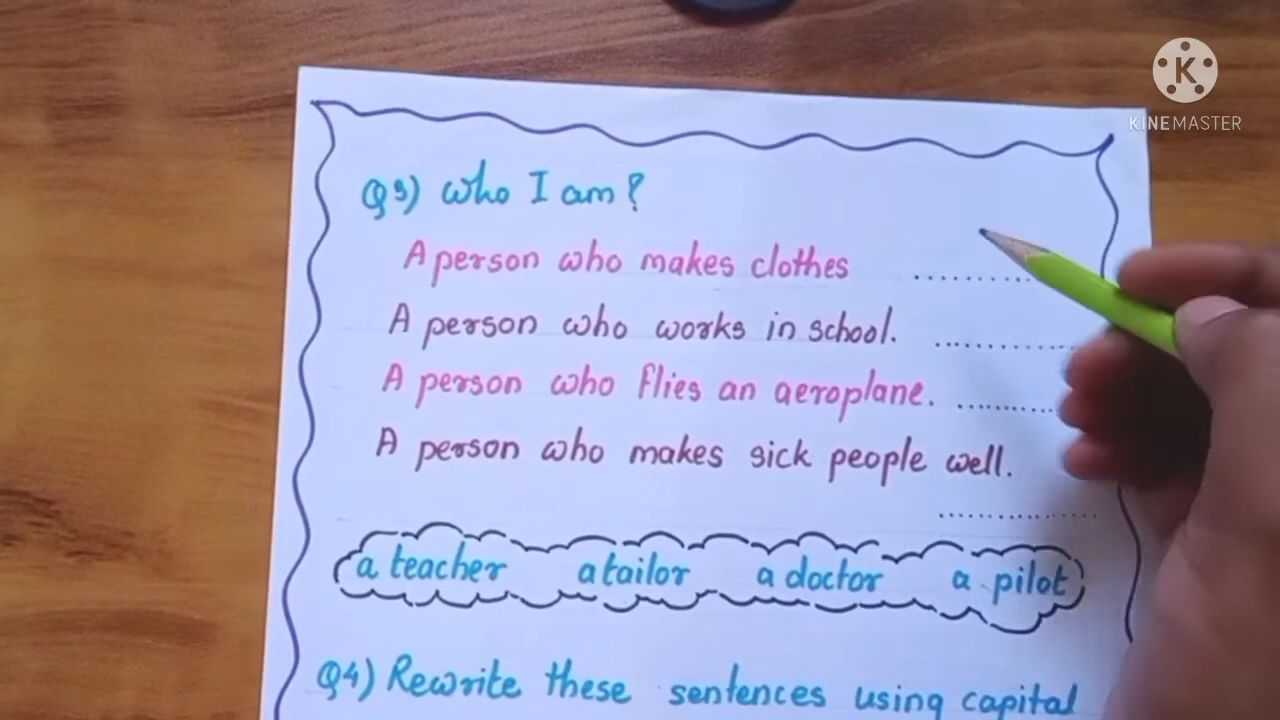 KINEMASTER
Q3) Who I am?
A person who makes clothes ..........
A person who works in school. ..........
A person who flies an aeroplane. ..........
A person who makes sick people well.
..........
a teacher a tailor a doctor a pilot
Q4) Rewrite these sentences using capital